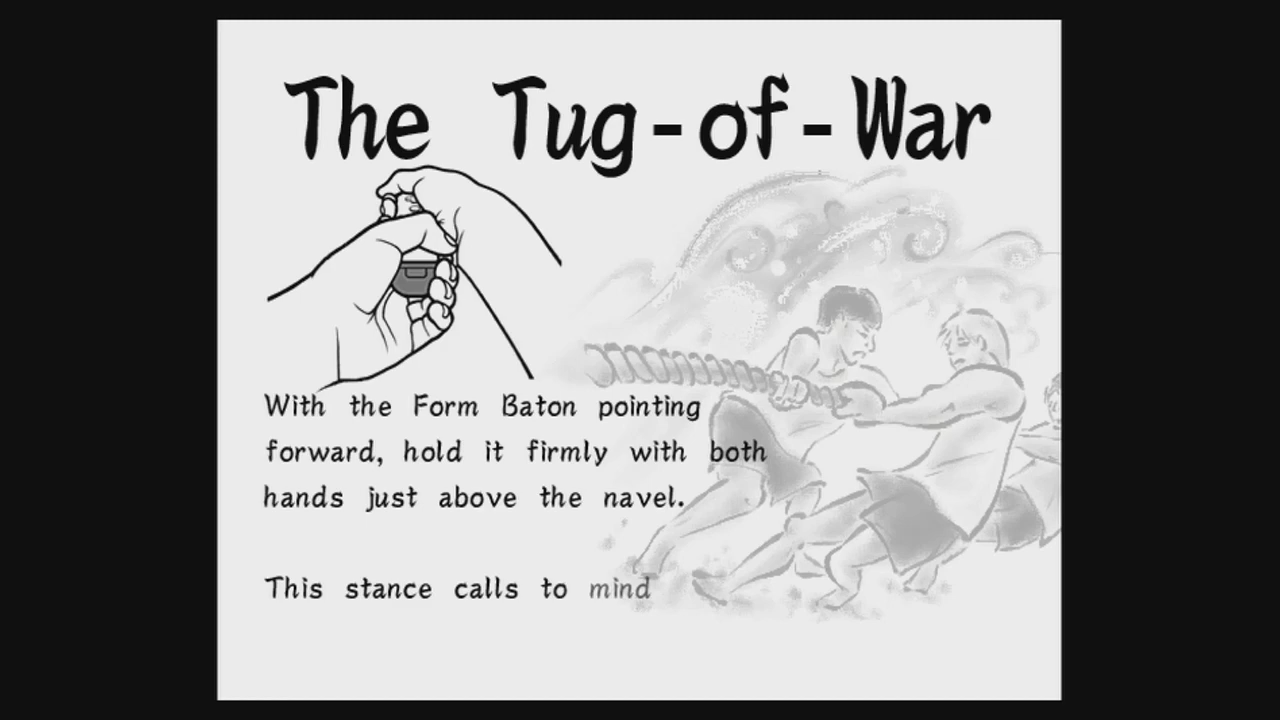 The Tug-of-War
With the Form Baton pointing
forward, hold it firmly with both
hands just above the navel.
This stance calls to mind